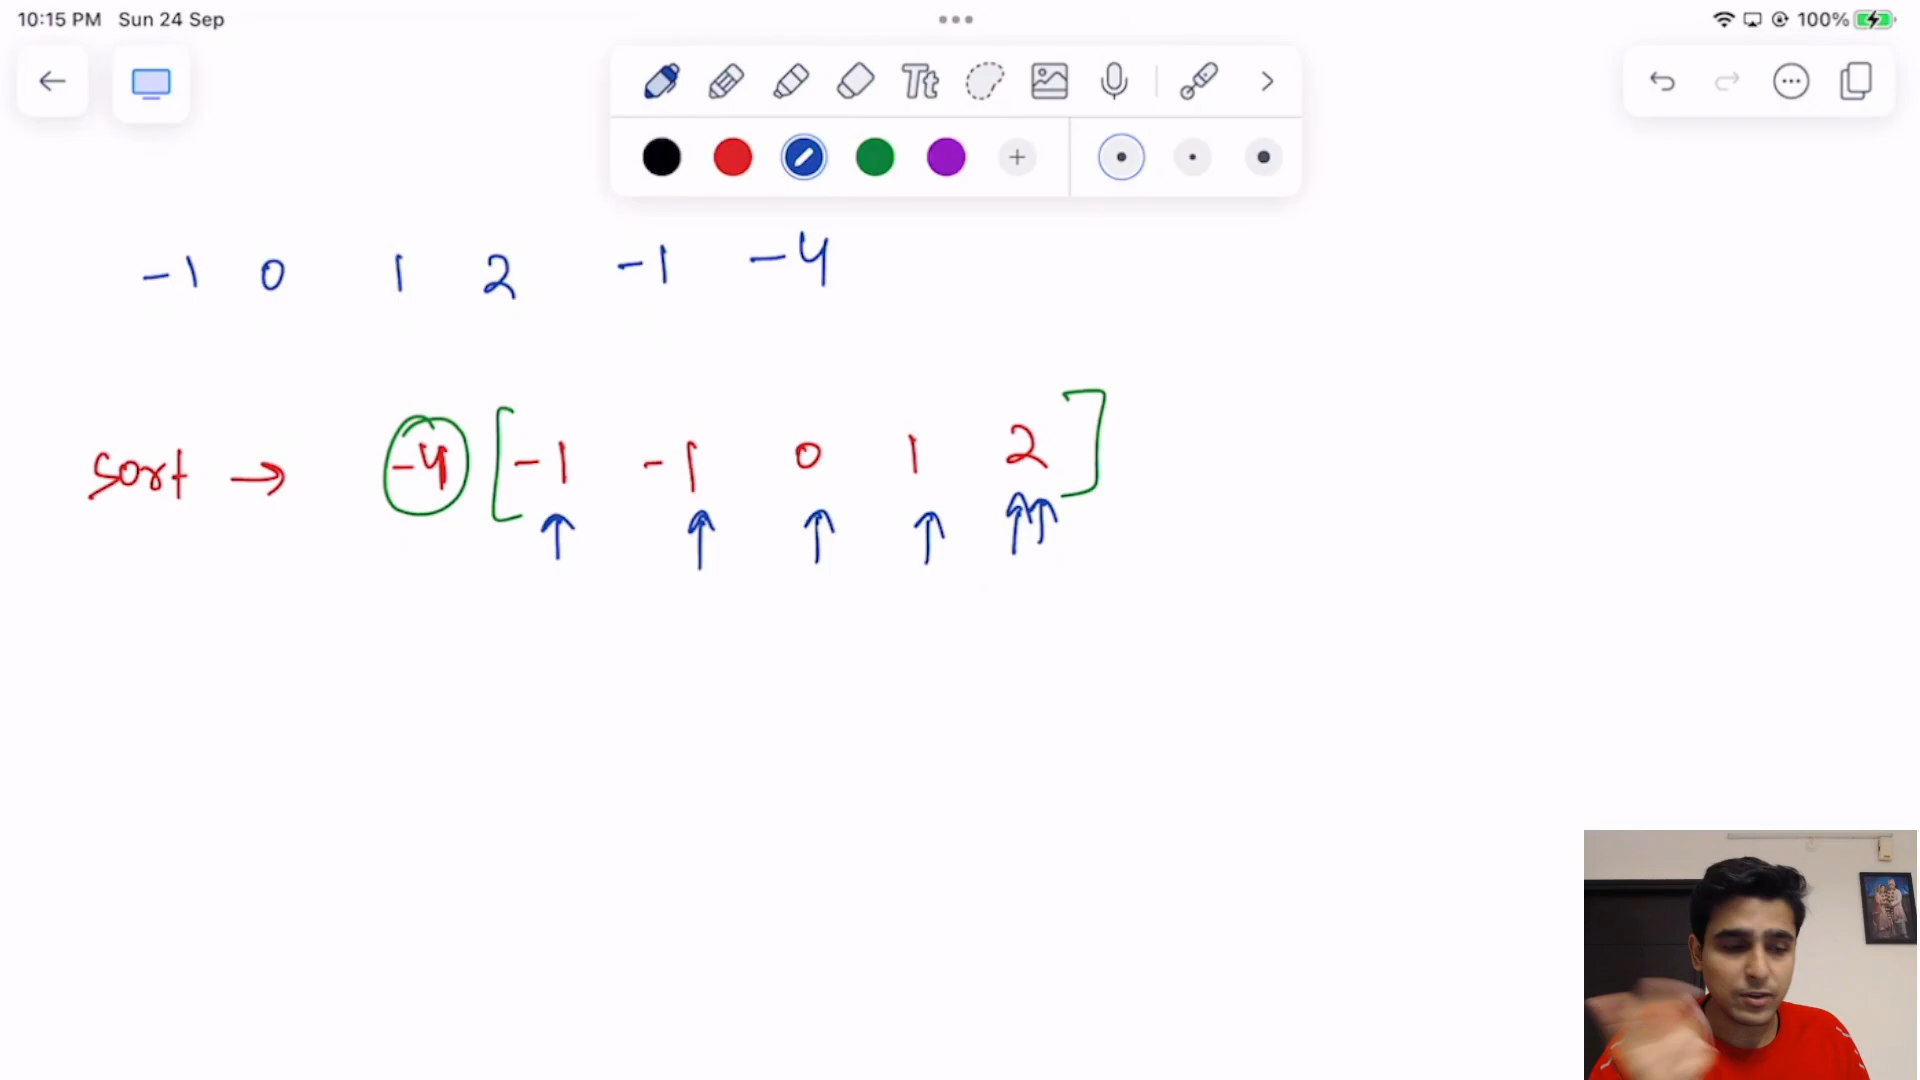 10:15 PM Sun 24 Sep
100%
Tt
-1 0 1 2 -1 -4
sort → -4 [-1 -1 0 1 2]